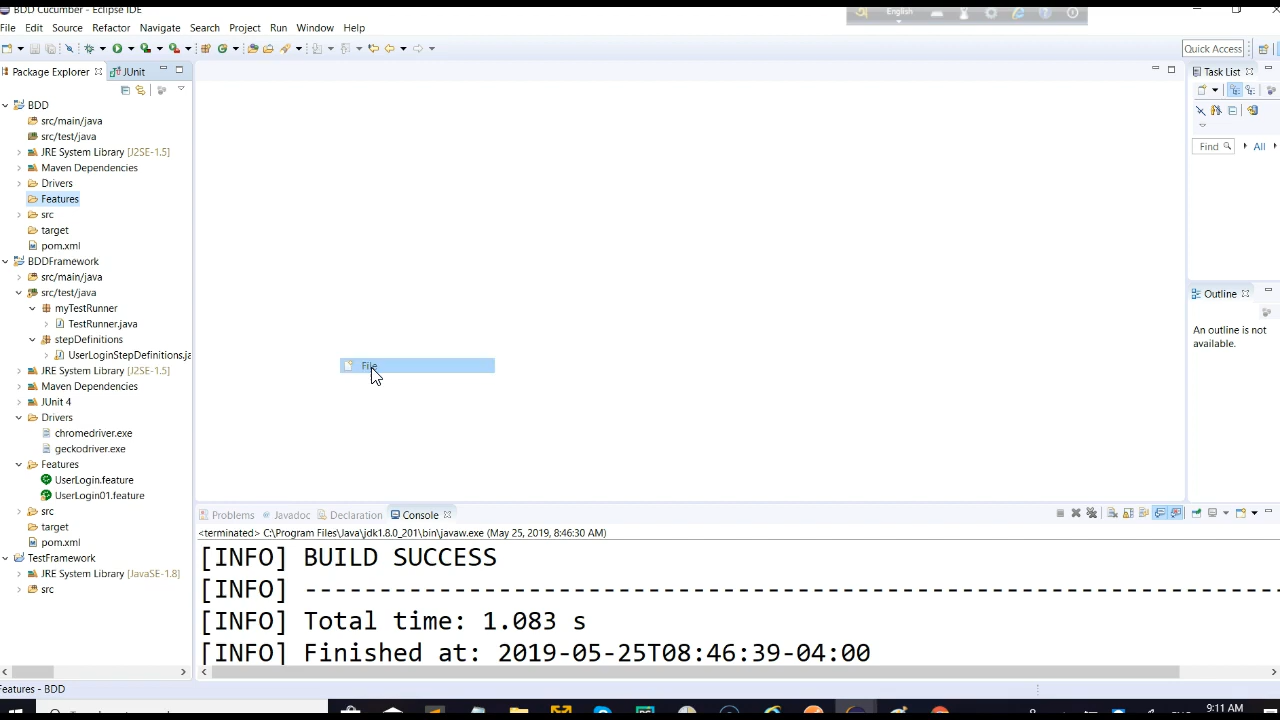 BDD Cucumber - Eclipse IDE
English
File Edit Source Refactor Navigate Search Project Run Window Help
Quick Access
Package Explorer JUnit
Task List
BDD
src/main/java
src/test/java
Find All
JRE System Library [J2SE-1.5]
Maven Dependencies
Drivers
Features
src
target
pom.xml
BDDFramework
src/main/java
src/test/java
Outline
myTestRunner
TestRunner.java
An outline is not
available.
stepDefinitions
UserLoginStepDefinitions.ja
File
JRE System Library [J2SE-1.5]
Maven Dependencies
JUnit 4
Drivers
chromedriver.exe
geckodriver.exe
Features
UserLogin.feature
UserLogin01.feature
src
target
pom.xml
TestFramework
JRE System Library [JavaSE-1.8]
src
Problems Javadoc Declaration Console
<terminated> C:\Program Files\Java\jdk1.8.0_201\bin\javaw.exe (May 25, 2019, 8:46:30 AM)
[INFO] BUILD SUCCESS
[INFO] ------------------------------------------------------------------------
[INFO] Total time: 1.083 s
[INFO] Finished at: 2019-05-25T08:46:39-04:00
Features - BDD
9:11 AM